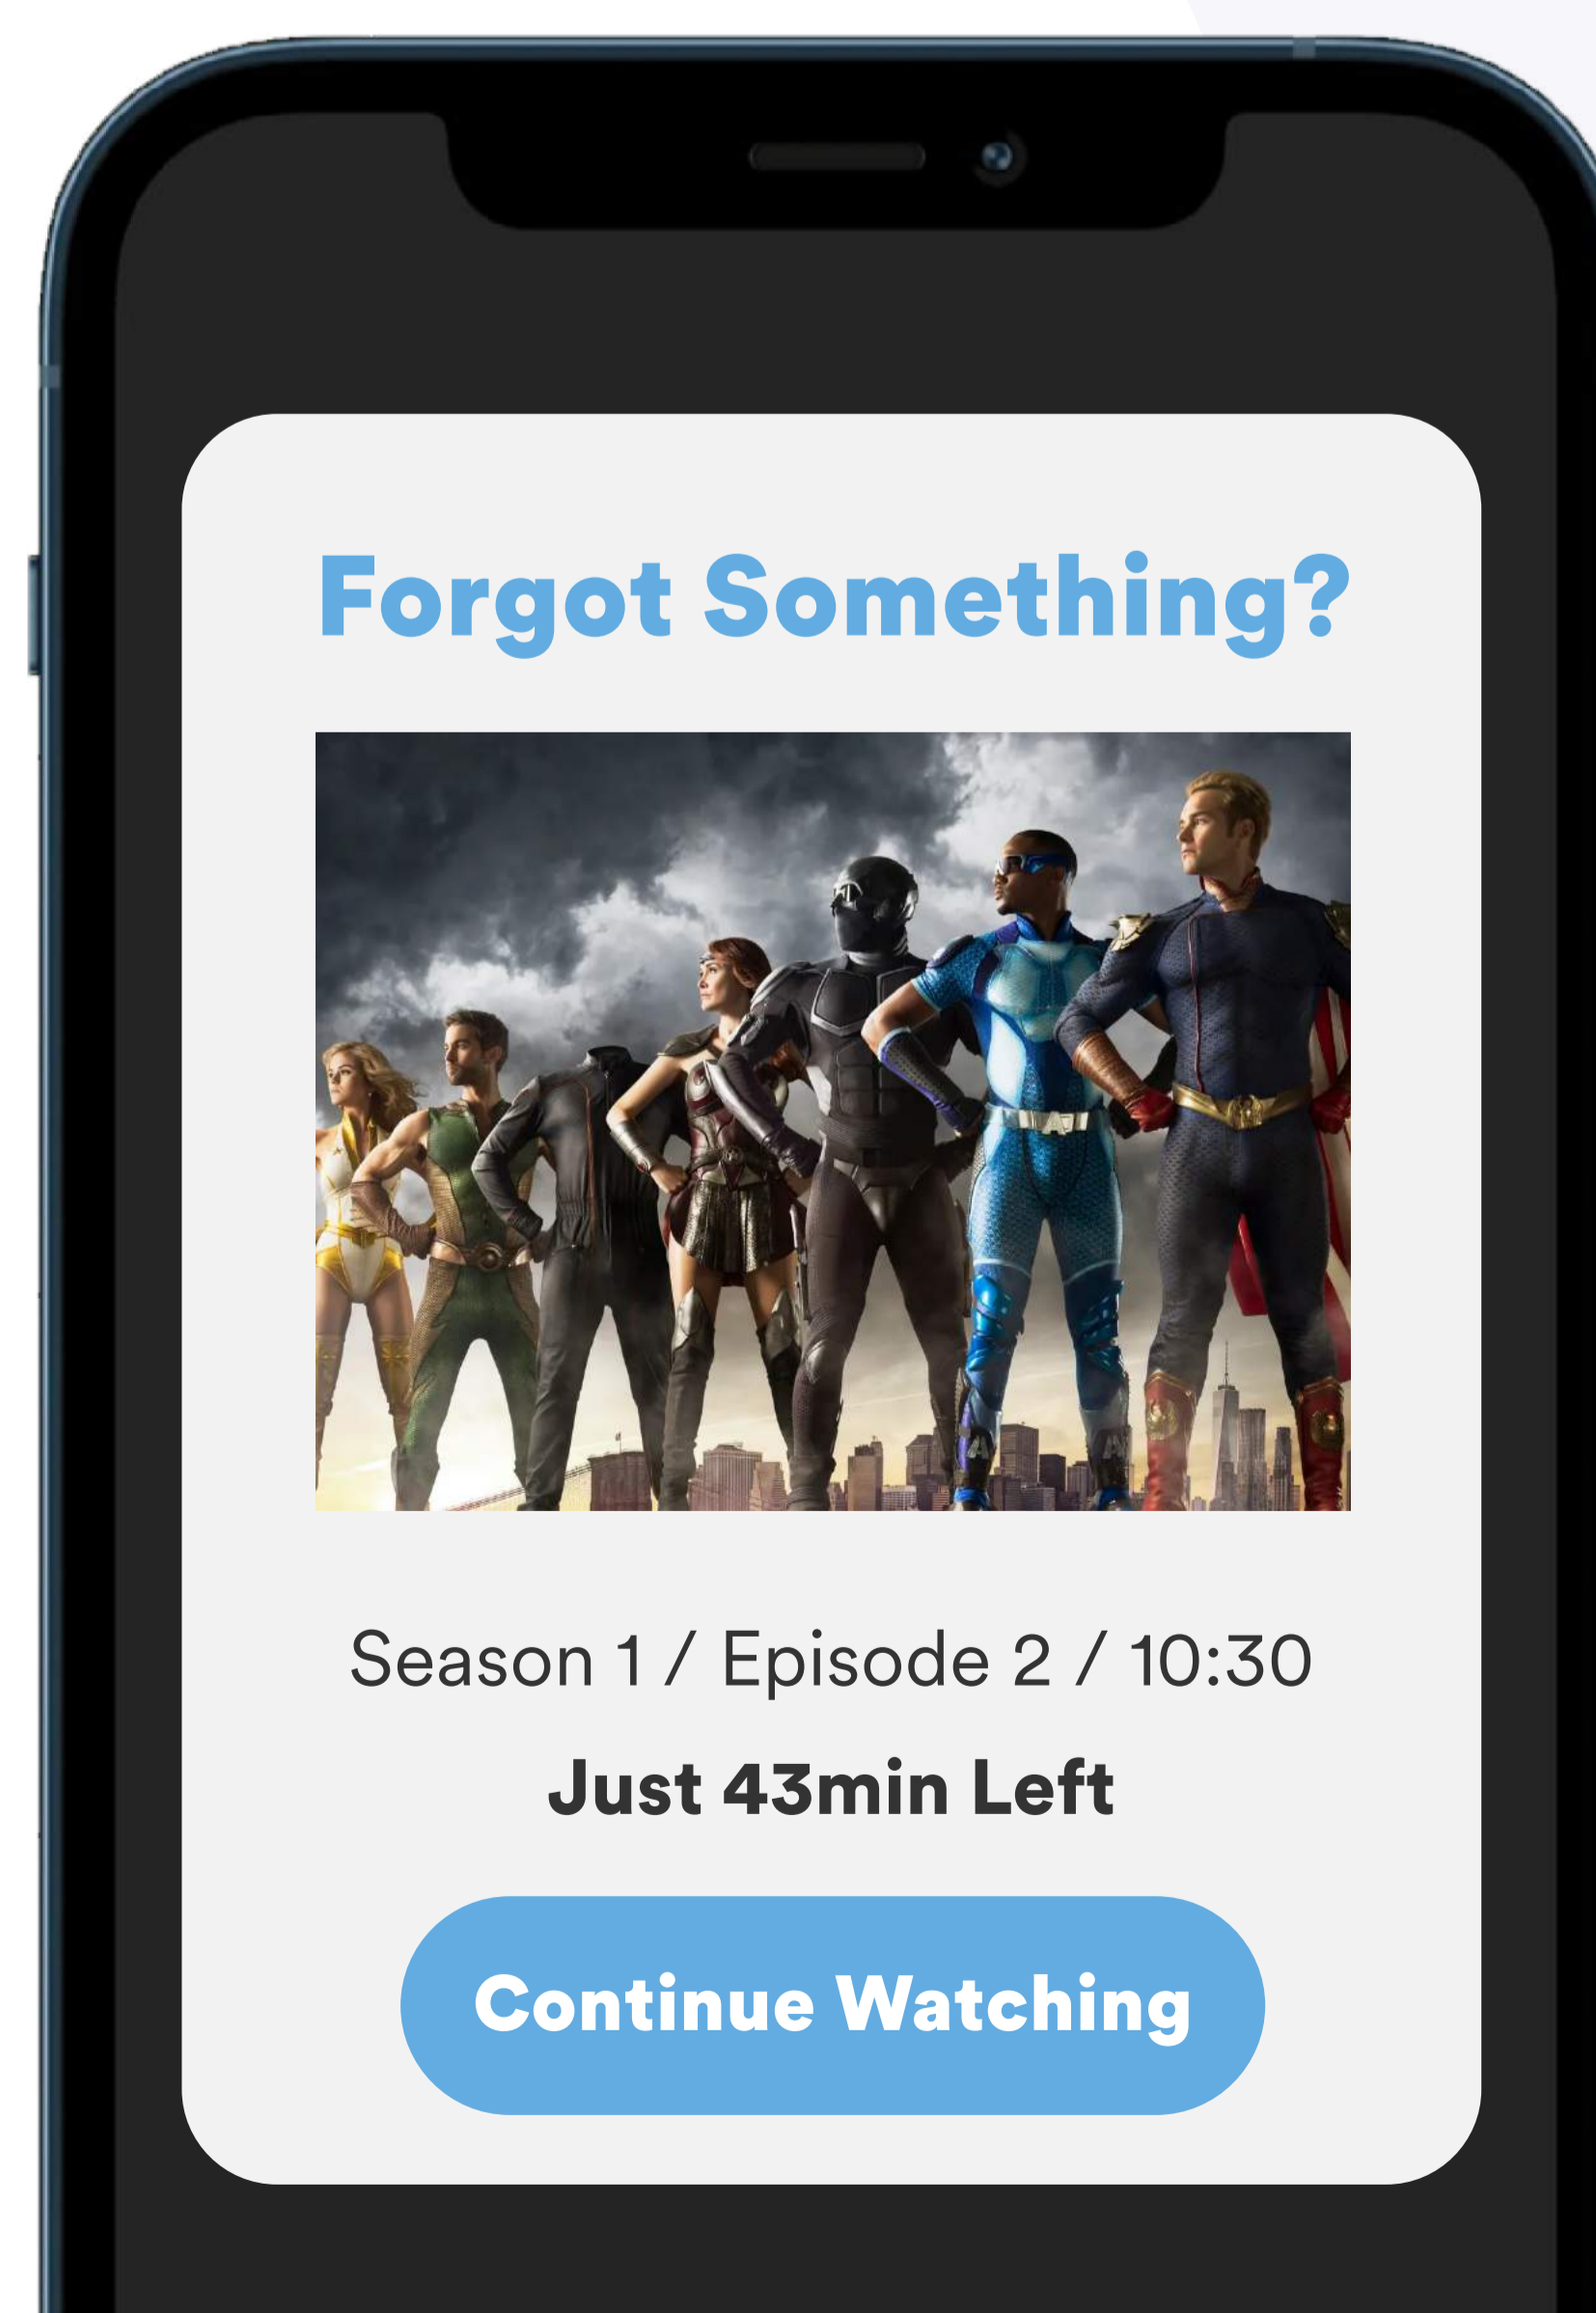 Forgot Something?
Season 1 / Episode 2 / 10:30
Just 43min Left
Continue Watching